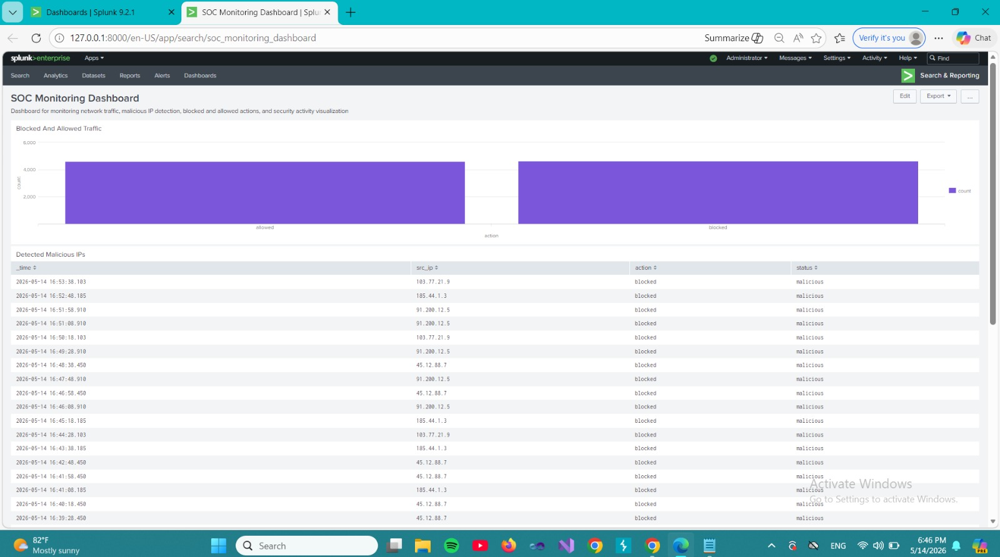 Dashboards | Splunk 9.2.1
SOC Monitoring Dashboard | Splun
127.0.0.1:8000/en-US/app/search/soc_monitoring_dashboard
Summarize
Verify it's you
Chat
splunk>enterprise Apps
Administrator Messages Settings Activity Help Find
Search Analytics Datasets Reports Alerts Dashboards
Search & Reporting
SOC Monitoring Dashboard
Edit Export ...
Dashboard for monitoring network traffic, malicious IP detection, blocked and allowed actions, and security activity visualization
Blocked And Allowed Traffic
6,000
4,000
2,000
count
allowed blocked
action
count
Detected Malicious IPs
_time src_ip action status
2026-05-14 16:53:38.103 103.77.21.9 blocked malicious
2026-05-14 16:52:48.185 185.44.1.3 blocked malicious
2026-05-14 16:51:58.910 91.200.12.5 blocked malicious
2026-05-14 16:51:08.910 91.200.12.5 blocked malicious
2026-05-14 16:50:18.103 103.77.21.9 blocked malicious
2026-05-14 16:49:28.910 91.200.12.5 blocked malicious
2026-05-14 16:48:38.450 45.12.88.7 blocked malicious
2026-05-14 16:47:48.910 91.200.12.5 blocked malicious
2026-05-14 16:46:58.450 45.12.88.7 blocked malicious
2026-05-14 16:46:08.910 91.200.12.5 blocked malicious
2026-05-14 16:45:18.185 185.44.1.3 blocked malicious
2026-05-14 16:44:28.103 103.77.21.9 blocked malicious
2026-05-14 16:43:38.185 185.44.1.3 blocked malicious
2026-05-14 16:42:48.450 45.12.88.7 blocked malicious
2026-05-14 16:41:58.450 45.12.88.7 blocked malicious
2026-05-14 16:41:08.185 185.44.1.3 blocked malicious
2026-05-14 16:40:18.450 45.12.88.7 blocked malicious
2026-05-14 16:39:28.450 45.12.88.7 blocked malicious
Activate Windows
Go to Settings to activate Windows.
82°F
Mostly sunny
Search
ENG
6:46 PM
5/14/2026
PRE